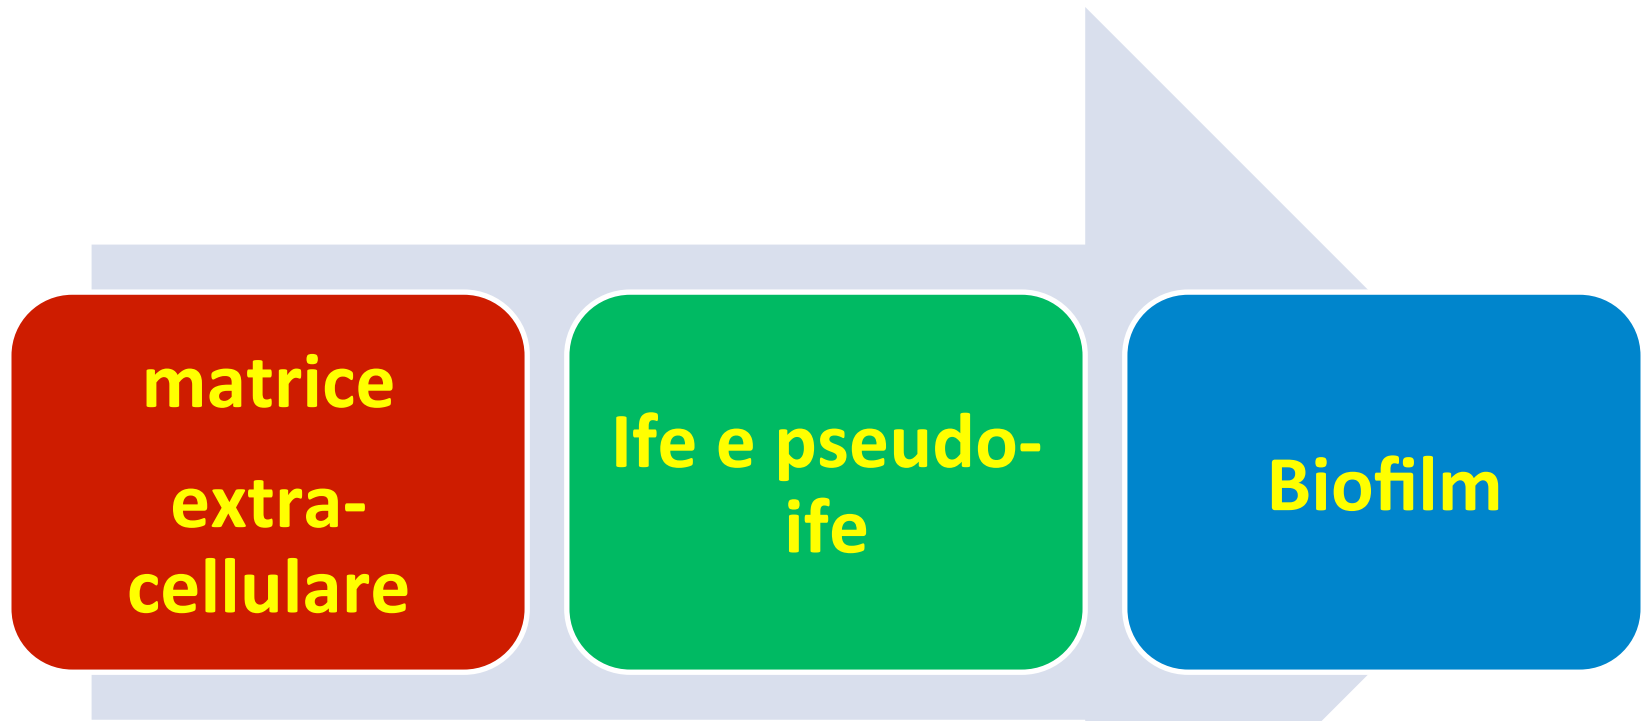 matrice
extra-
cellulare
Ife e pseudo-
ife
Biofilm